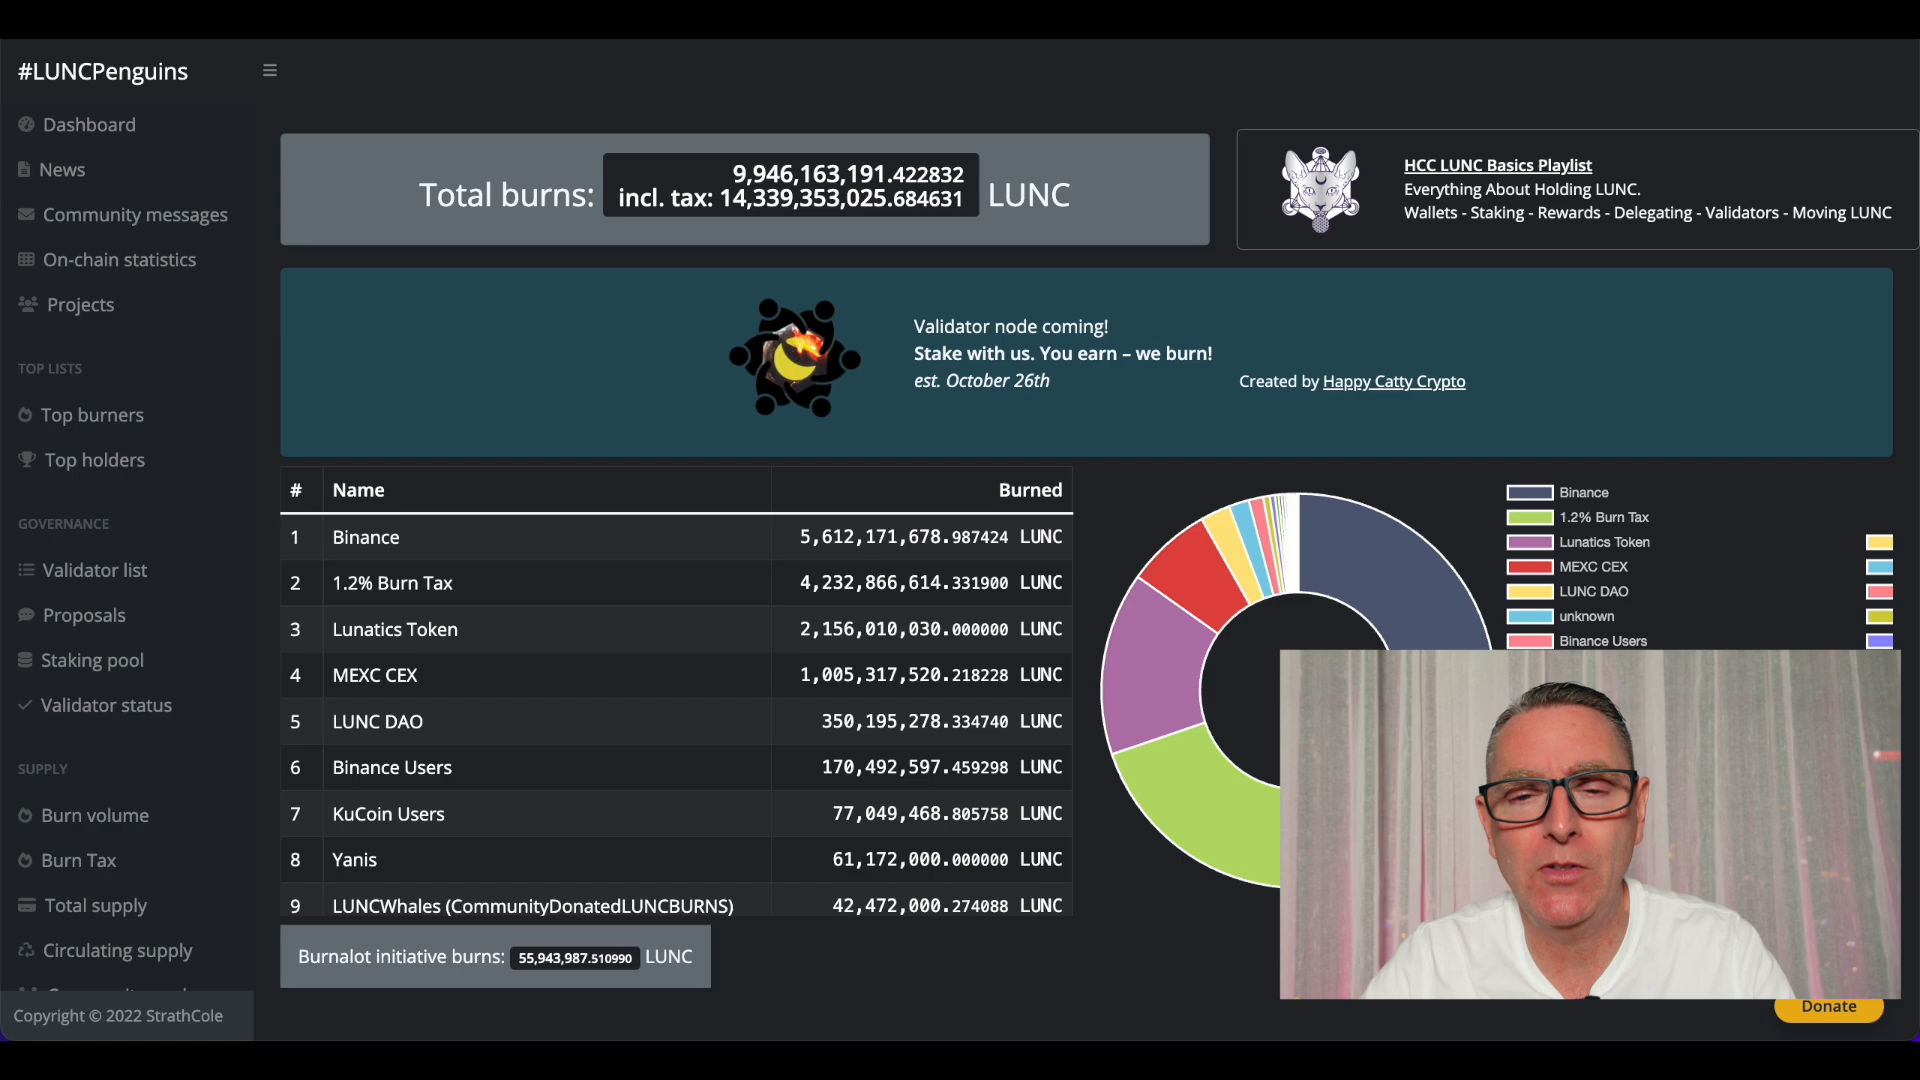 #LUNCPenguins
Dashboard
News
Community messages
On-chain statistics
Projects
TOP LISTS
Top burners
Top holders
GOVERNANCE
Validator list
Proposals
Staking pool
Validator status
SUPPLY
Burn volume
Burn Tax
Total supply
Circulating supply
Copyright © 2022 StrathCole
Total burns: 9,946,163,191.422832
incl. tax: 14,339,353,025.684631 LUNC
HCC LUNC Basics Playlist
Everything About Holding LUNC.
Wallets - Staking - Rewards - Delegating - Validators - Moving LUNC
Validator node coming!
Stake with us. You earn – we burn!
est. October 26th
Created by Happy Catty Crypto
# Name Burned
1 Binance 5,612,171,678.987424 LUNC
2 1.2% Burn Tax 4,232,866,614.331900 LUNC
3 Lunatics Token 2,156,010,030.000000 LUNC
4 MEXC CEX 1,005,317,520.218228 LUNC
5 LUNC DAO 350,195,278.334740 LUNC
6 Binance Users 170,492,597.459298 LUNC
7 KuCoin Users 77,049,468.805758 LUNC
8 Yanis 61,172,000.000000 LUNC
9 LUNCWhales (CommunityDonatedLUNCBURNS) 42,472,000.274088 LUNC
Burnalot initiative burns: 55,943,987.510990 LUNC
Binance
1.2% Burn Tax
Lunatics Token
MEXC CEX
LUNC DAO
unknown
Binance Users
Donate